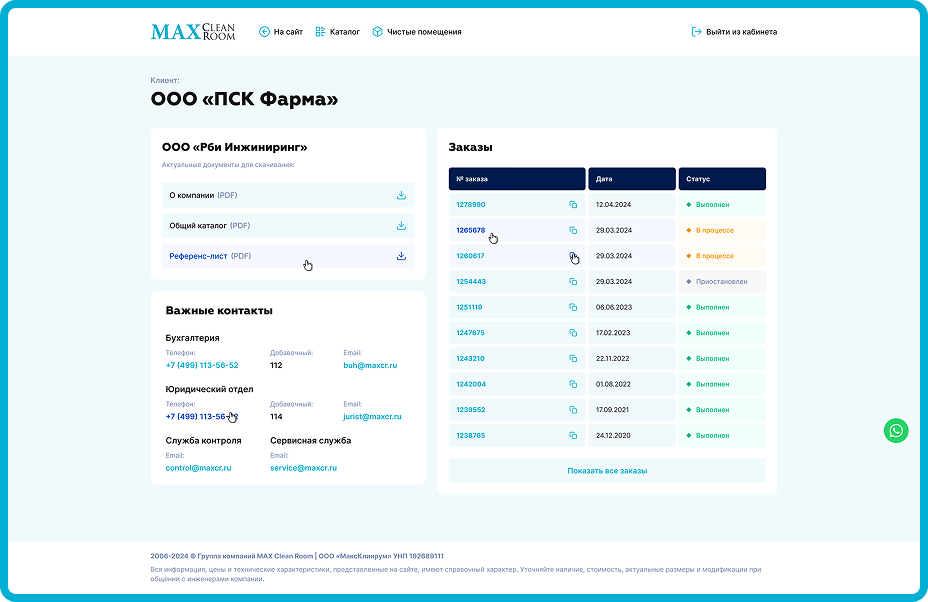 MAX CLEAN ROOM
На сайт
Каталог
Чистые помещения
Выйти из кабинета
Клиент:
ООО «ПСК Фарма»
ООО «Рби Инжиниринг»
Актуальные документы для скачивания:
О компании (PDF)
Общий каталог (PDF)
Референс-лист (PDF)
Важные контакты
Бухгалтерия
Телефон: Добавочный: Email:
+7 (499) 113-56-52 112 buh@maxcr.ru
Юридический отдел
Телефон: Добавочный: Email:
+7 (499) 113-56- 114 jurist@maxcr.ru
Служба контроля Сервисная служба
Email: Email:
control@maxcr.ru service@maxcr.ru
Заказы
№ заказа Дата Статус
1278990 12.04.2024 Выполнен
1265678 29.03.2024 В процессе
1260617 29.03.2024 В процессе
1254443 29.03.2024 Приостановлен
1251119 06.06.2023 Выполнен
1247675 17.02.2023 Выполнен
1243210 22.11.2022 Выполнен
1242004 01.08.2022 Выполнен
1239552 17.09.2021 Выполнен
1238765 24.12.2020 Выполнен
Показать все заказы
2006-2024 © Группа компаний MAX Clean Room | ООО «МаксКлинрум» УНП 192689111
Вся информация, цены и технические характеристики, представленные на сайте, имеют справочный характер. Уточняйте наличие, стоимость, актуальные размеры и модификации при
общении с инженерами компании.